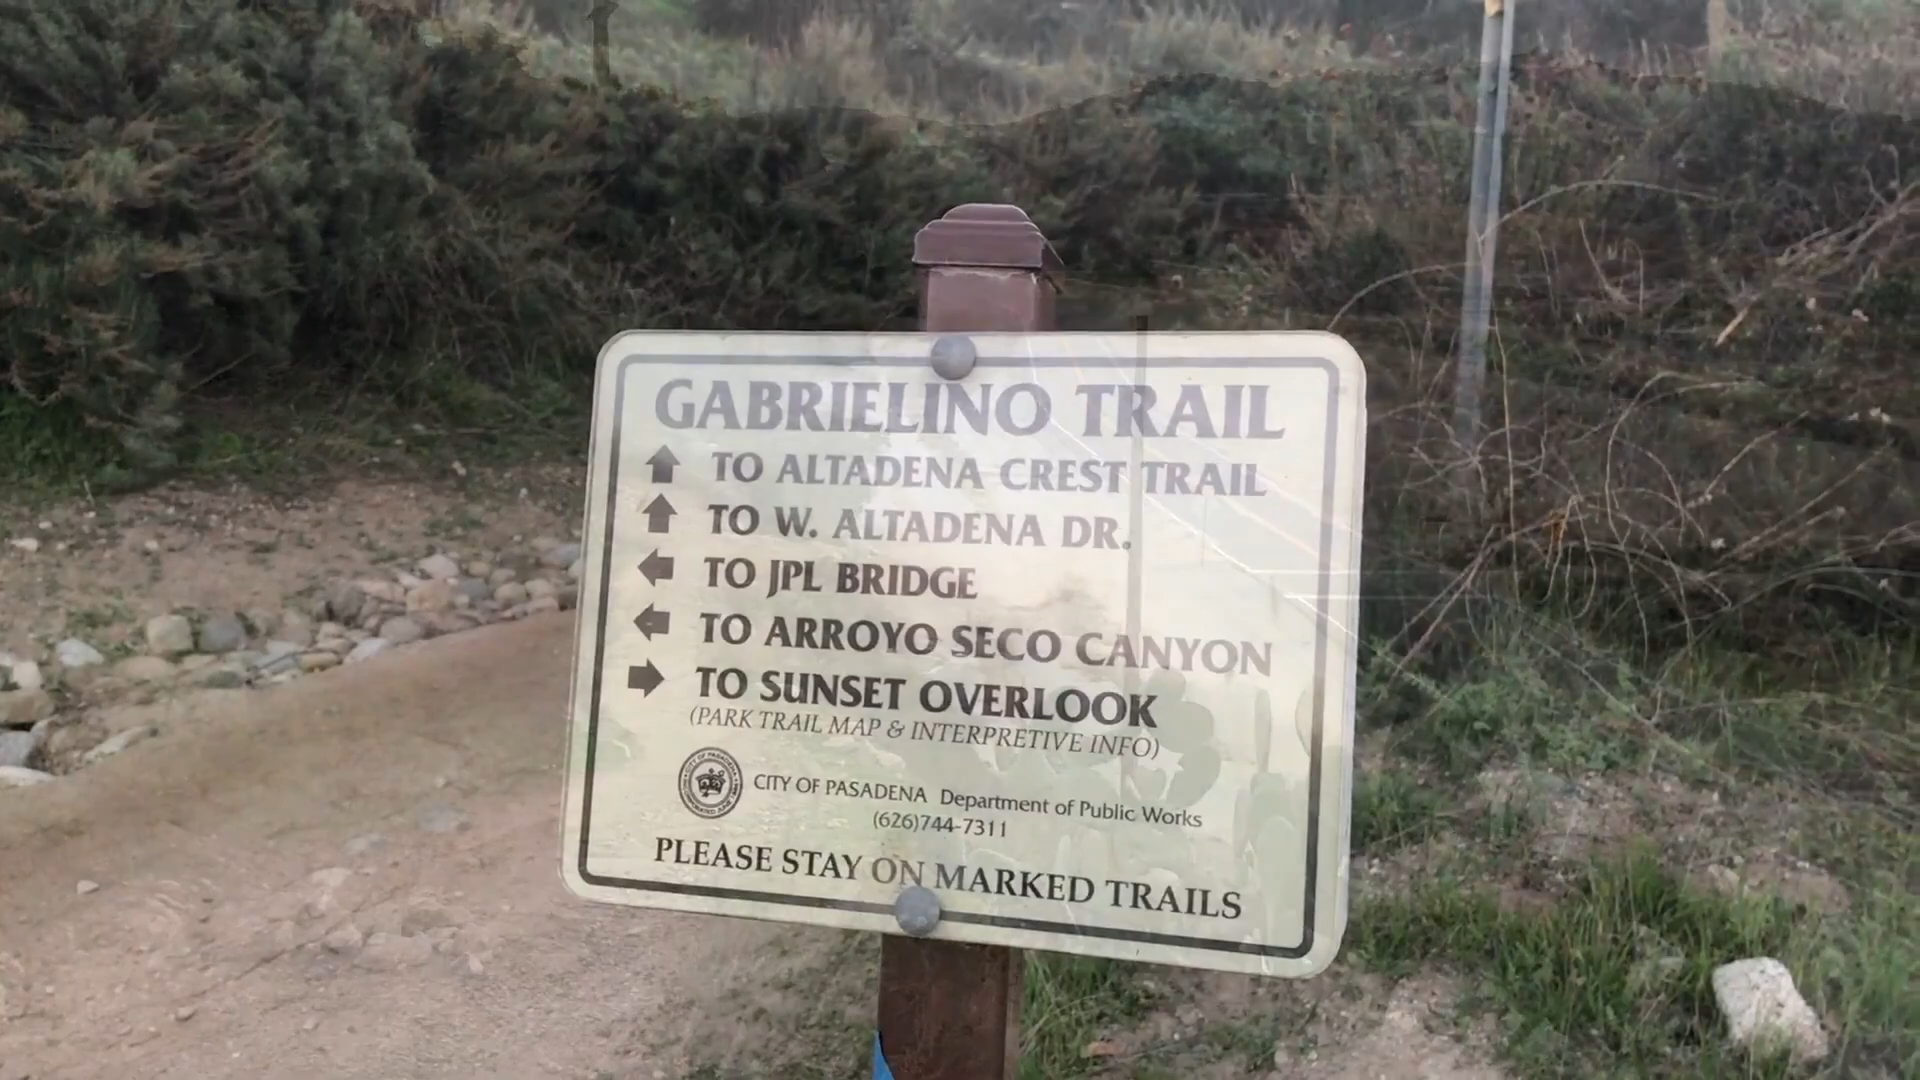 GABRIELINO TRAIL
TO ALTADENA CREST TRAIL
TO W. ALTADENA DR.
TO JPL BRIDGE
TO ARROYO SECO CANYON
TO SUNSET OVERLOOK
(PARK TRAIL MAP & INTERPRETIVE INFO)
CITY OF PASADENA Department of Public Works
(626)744-7311
PLEASE STAY ON MARKED TRAILS